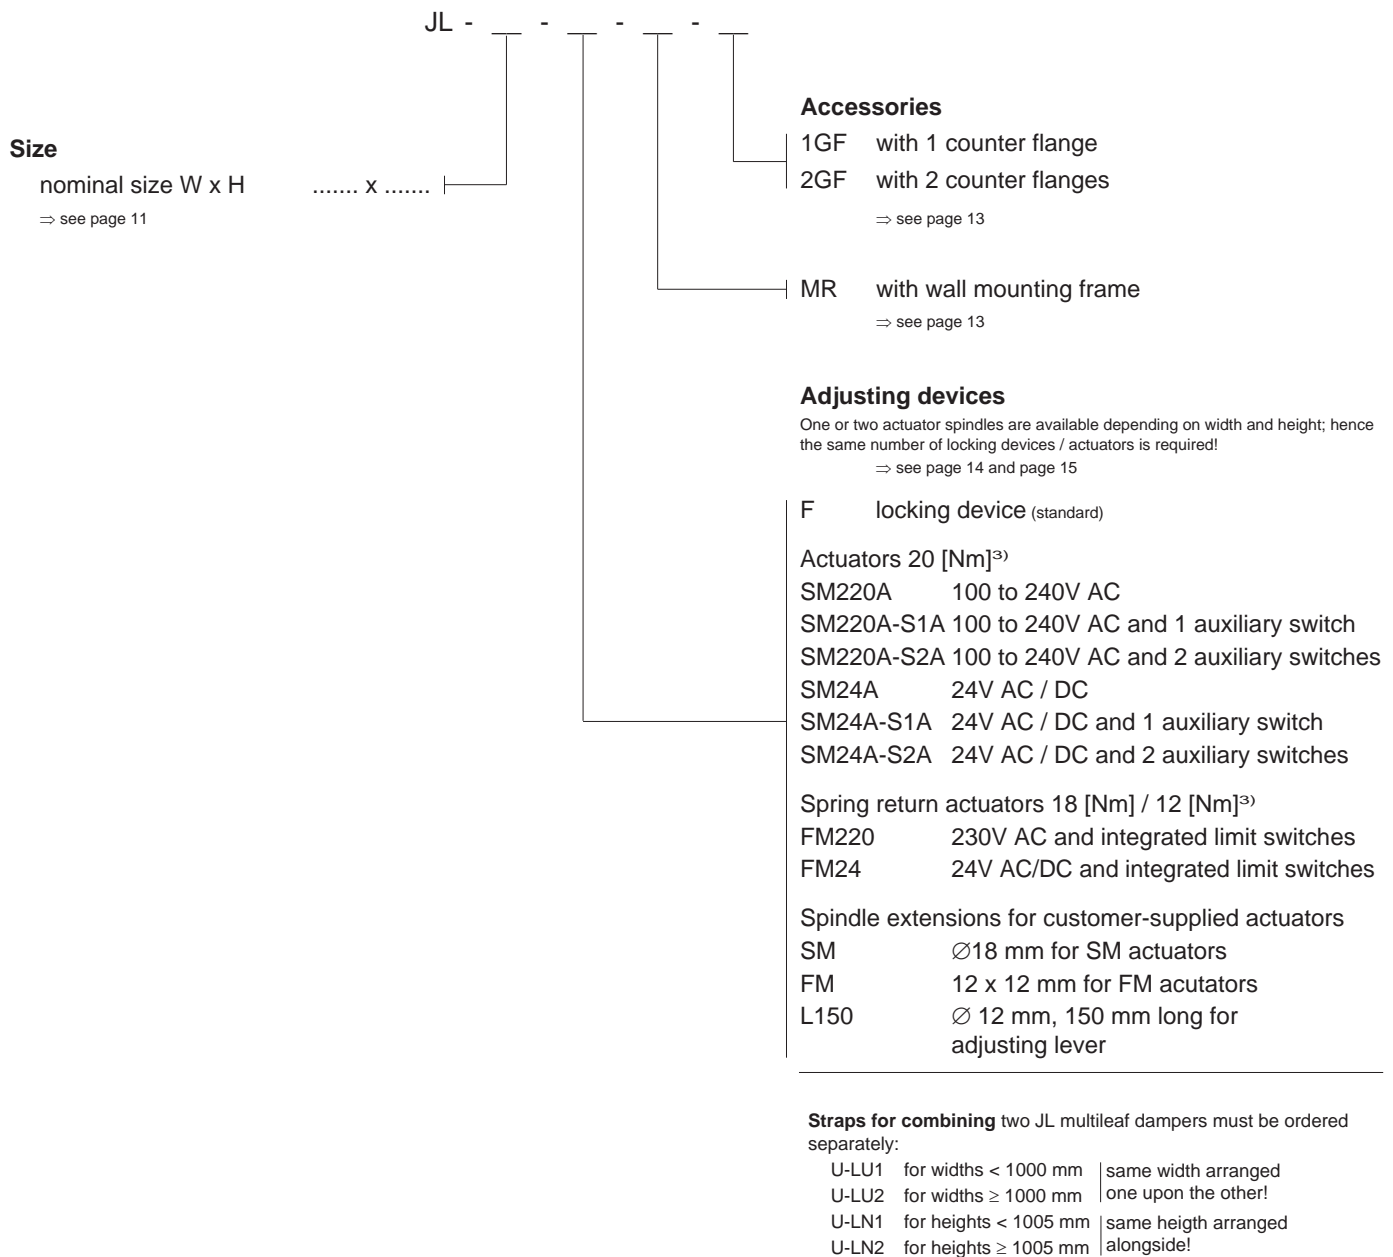 JL - __ - __ - __ - __
Accessories
1GF with 1 counter flange
2GF with 2 counter flanges
⇒ see page 13
Size
nominal size W x H ....... x .......
⇒ see page 11
MR with wall mounting frame
⇒ see page 13
Adjusting devices
One or two actuator spindles are available depending on width and height; hence
the same number of locking devices / actuators is required!
⇒ see page 14 and page 15
F locking device (standard)
Actuators 20 [Nm]³⁾
SM220A 100 to 240V AC
SM220A-S1A 100 to 240V AC and 1 auxiliary switch
SM220A-S2A 100 to 240V AC and 2 auxiliary switches
SM24A 24V AC / DC
SM24A-S1A 24V AC / DC and 1 auxiliary switch
SM24A-S2A 24V AC / DC and 2 auxiliary switches
Spring return actuators 18 [Nm] / 12 [Nm]³⁾
FM220 230V AC and integrated limit switches
FM24 24V AC/DC and integrated limit switches
Spindle extensions for customer-supplied actuators
SM ∅18 mm for SM actuators
FM 12 x 12 mm for FM acutators
L150 ∅ 12 mm, 150 mm long for
adjusting lever
Straps for combining two JL multileaf dampers must be ordered
separately:
U-LU1 for widths < 1000 mm same width arranged
U-LU2 for widths ≥ 1000 mm one upon the other!
U-LN1 for heights < 1005 mm same heigth arranged
U-LN2 for heights ≥ 1005 mm alongside!